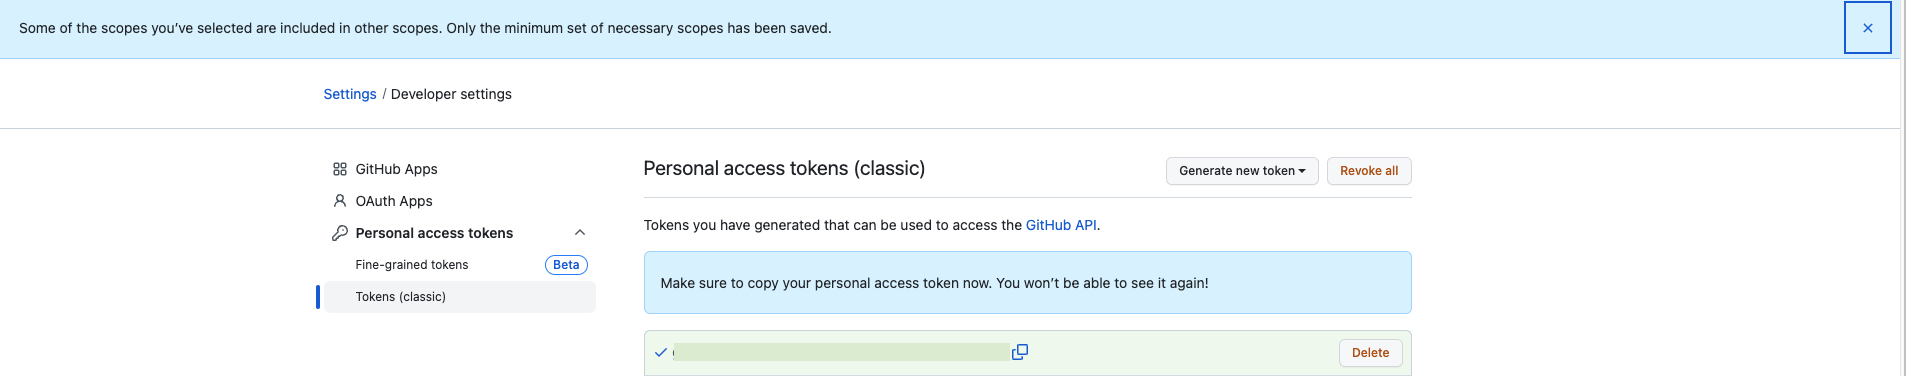 Some of the scopes you've selected are included in other scopes. Only the minimum set of necessary scopes has been saved.
Settings / Developer settings
GitHub Apps
OAuth Apps
Personal access tokens
Fine-grained tokens Beta
Tokens (classic)
Personal access tokens (classic)
Generate new token
Revoke all
Tokens you have generated that can be used to access the GitHub API.
Make sure to copy your personal access token now. You won't be able to see it again!
Delete